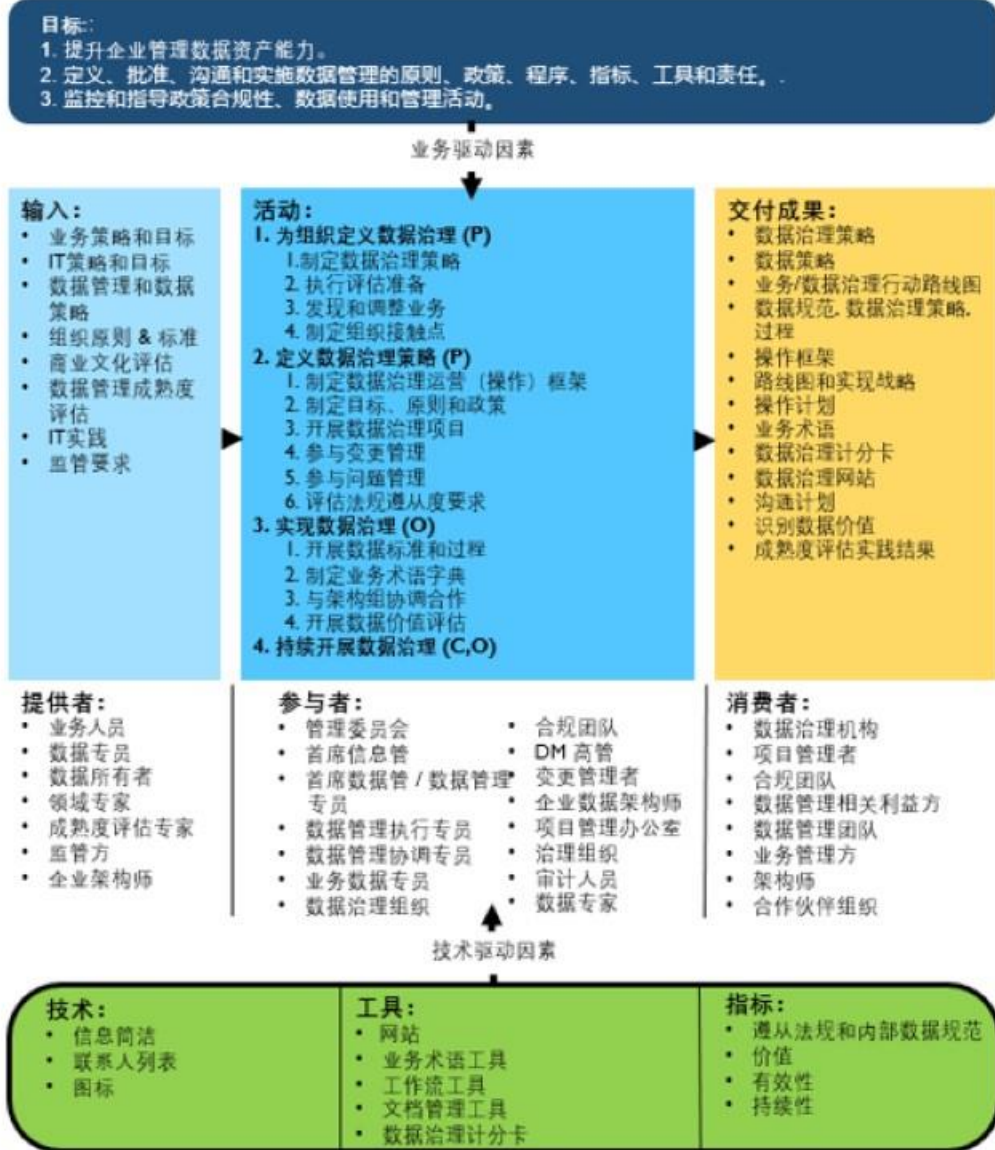 目标::
1. 提升企业管理数据资产能力。
2. 定义、批准、沟通和实施数据管理的原则、政策、程序、指标、工具和责任。.
3. 监控和指导政策合规性、数据使用和管理活动。
业务驱动因素
输入：
• 业务策略和目标
• IT策略和目标
• 数据管理和数据
策略
• 组织原则 & 标准
• 商业文化评估
• 数据管理成熟度
评估
• IT实践
• 监管要求
活动：
1. 为组织定义数据治理 (P)
1.制定数据治理策略
2. 执行评估准备
3. 发现和调整业务
4. 制定组织接触点
2. 定义数据治理策略 (P)
1. 制定数据治理运营（操作）框架
2. 制定目标、原则和政策
3. 开展数据治理项目
4. 参与变更管理
5. 参与问题管理
6. 评估法规遵从度要求
3. 实现数据治理 (O)
1. 开展数据标准和过程
2. 制定业务术语字典
3. 与架构组协调合作
4. 开展数据价值评估
4. 持续开展数据治理 (C,O)
交付成果：
• 数据治理策略
• 数据策略
• 业务/数据治理行动路线图
• 数据规范. 数据治理策略.
过程
• 操作框架
• 路线图和实现战略
• 操作计划
• 业务术语
• 数据治理计分卡
• 数据治理网站
• 沟通计划
• 识别数据价值
• 成熟度评估实践结果
提供者：
• 业务人员
• 数据专员
• 数据所有者
• 领域专家
• 成熟度评估专家
• 监管方
• 企业架构师
参与者：
• 管理委员会
• 首席信息管
• 首席数据管 / 数据管理
专员
• 数据管理执行专员
• 数据管理协调专员
• 业务数据专员
• 数据治理组织
• 合规团队
• DM 高管
• 变更管理者
• 企业数据架构师
• 项目管理办公室
• 治理组织
• 审计人员
• 数据专家
消费者：
• 数据治理机构
• 项目管理者
• 合规团队
• 数据管理相关利益方
• 数据管理团队
• 业务管理方
• 架构师
• 合作伙伴组织
技术驱动因素
技术：
• 信息简洁
• 联系人列表
• 图标
工具：
• 网站
• 业务术语工具
• 工作流工具
• 文档管理工具
• 数据治理计分卡
指标：
• 遵从法规和内部数据规范
• 价值
• 有效性
• 持续性